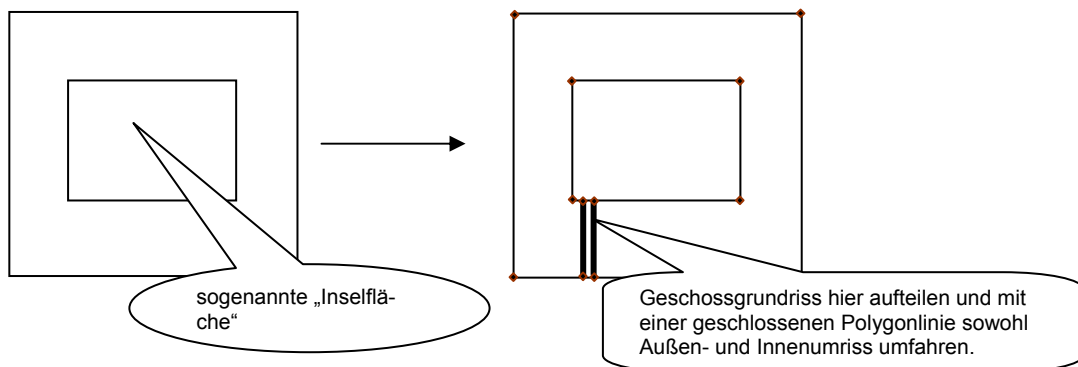 sogenannte „Inselflä-
che“
Geschossgrundriss hier aufteilen und mit
einer geschlossenen Polygonlinie sowohl
Außen- und Innenumriss umfahren.